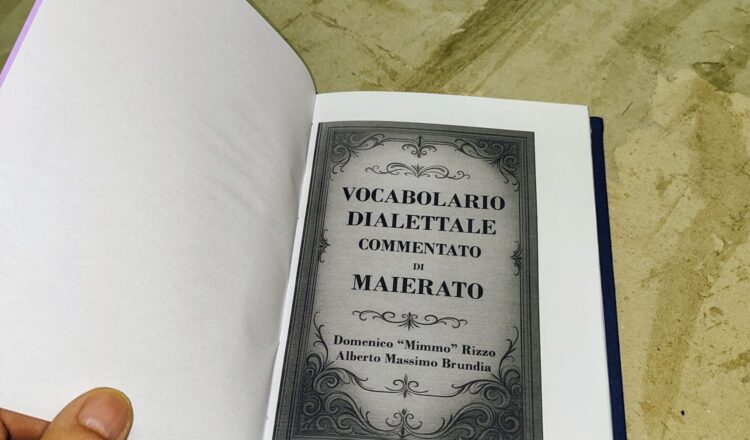 VOCABOLARIO
DIALETTALE
COMMENTATO
DI
MAIERATO
Domenico “Mimmo” Rizzo
Alberto Massimo Brundia